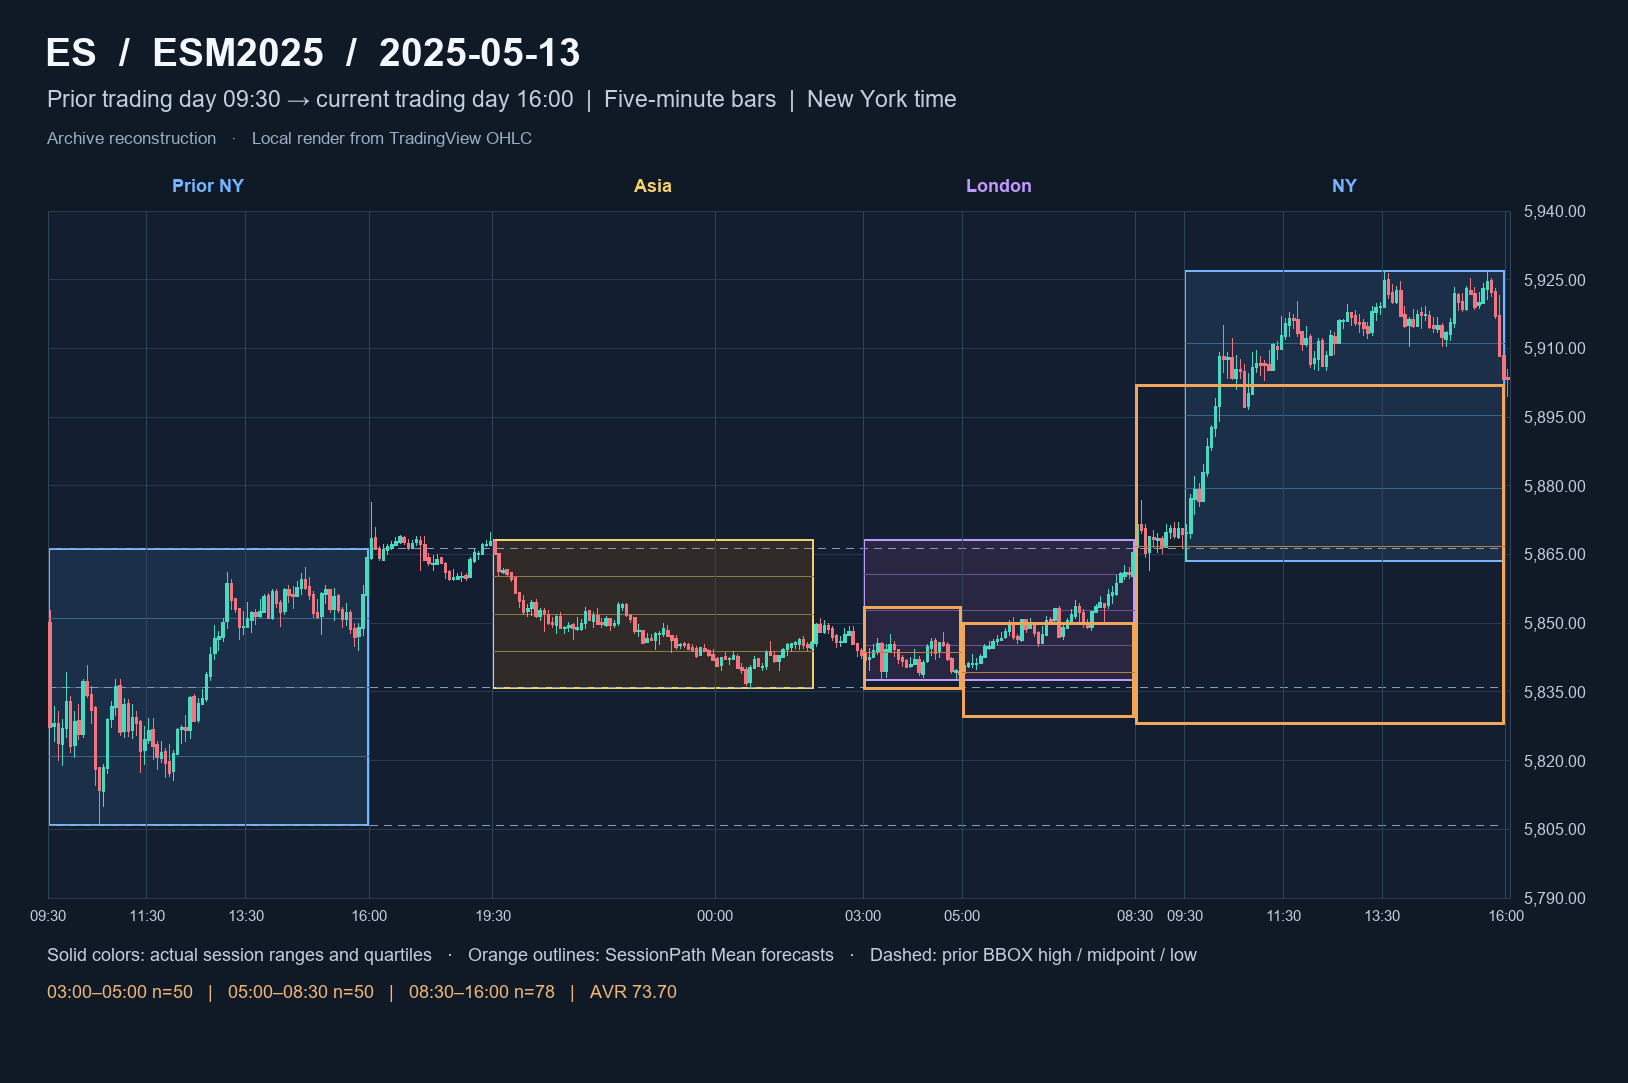 ES / ESM2025 / 2025-05-13
Prior trading day 09:30 → current trading day 16:00 | Five-minute bars | New York time
Archive reconstruction · Local render from TradingView OHLC
Prior NY Asia London NY
5,940.00
5,925.00
5,910.00
5,895.00
5,880.00
5,865.00
5,850.00
5,835.00
5,820.00
5,805.00
5,790.00
09:30 11:30 13:30 16:00 19:30 00:00 03:00 05:00 08:30 09:30 11:30 13:30 16:00
Solid colors: actual session ranges and quartiles · Orange outlines: SessionPath Mean forecasts · Dashed: prior BBOX high / midpoint / low
03:00–05:00 n=50 | 05:00–08:30 n=50 | 08:30–16:00 n=78 | AVR 73.70